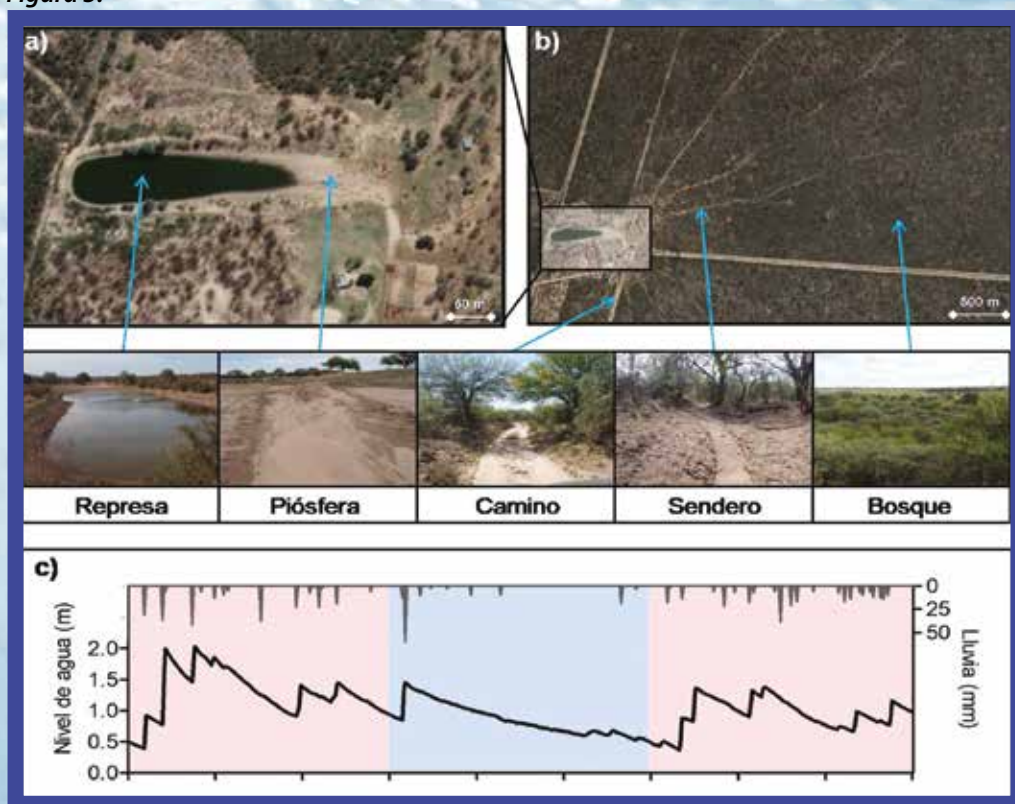 Figura 3.
a)
b)
50 m
500 m
Represa
Piósfera
Camino
Sendero
Bosque
c)
Nivel de agua (m)
2.0
1.5
1.0
0.5
0.0
0
25
50
Lluvia (mm)